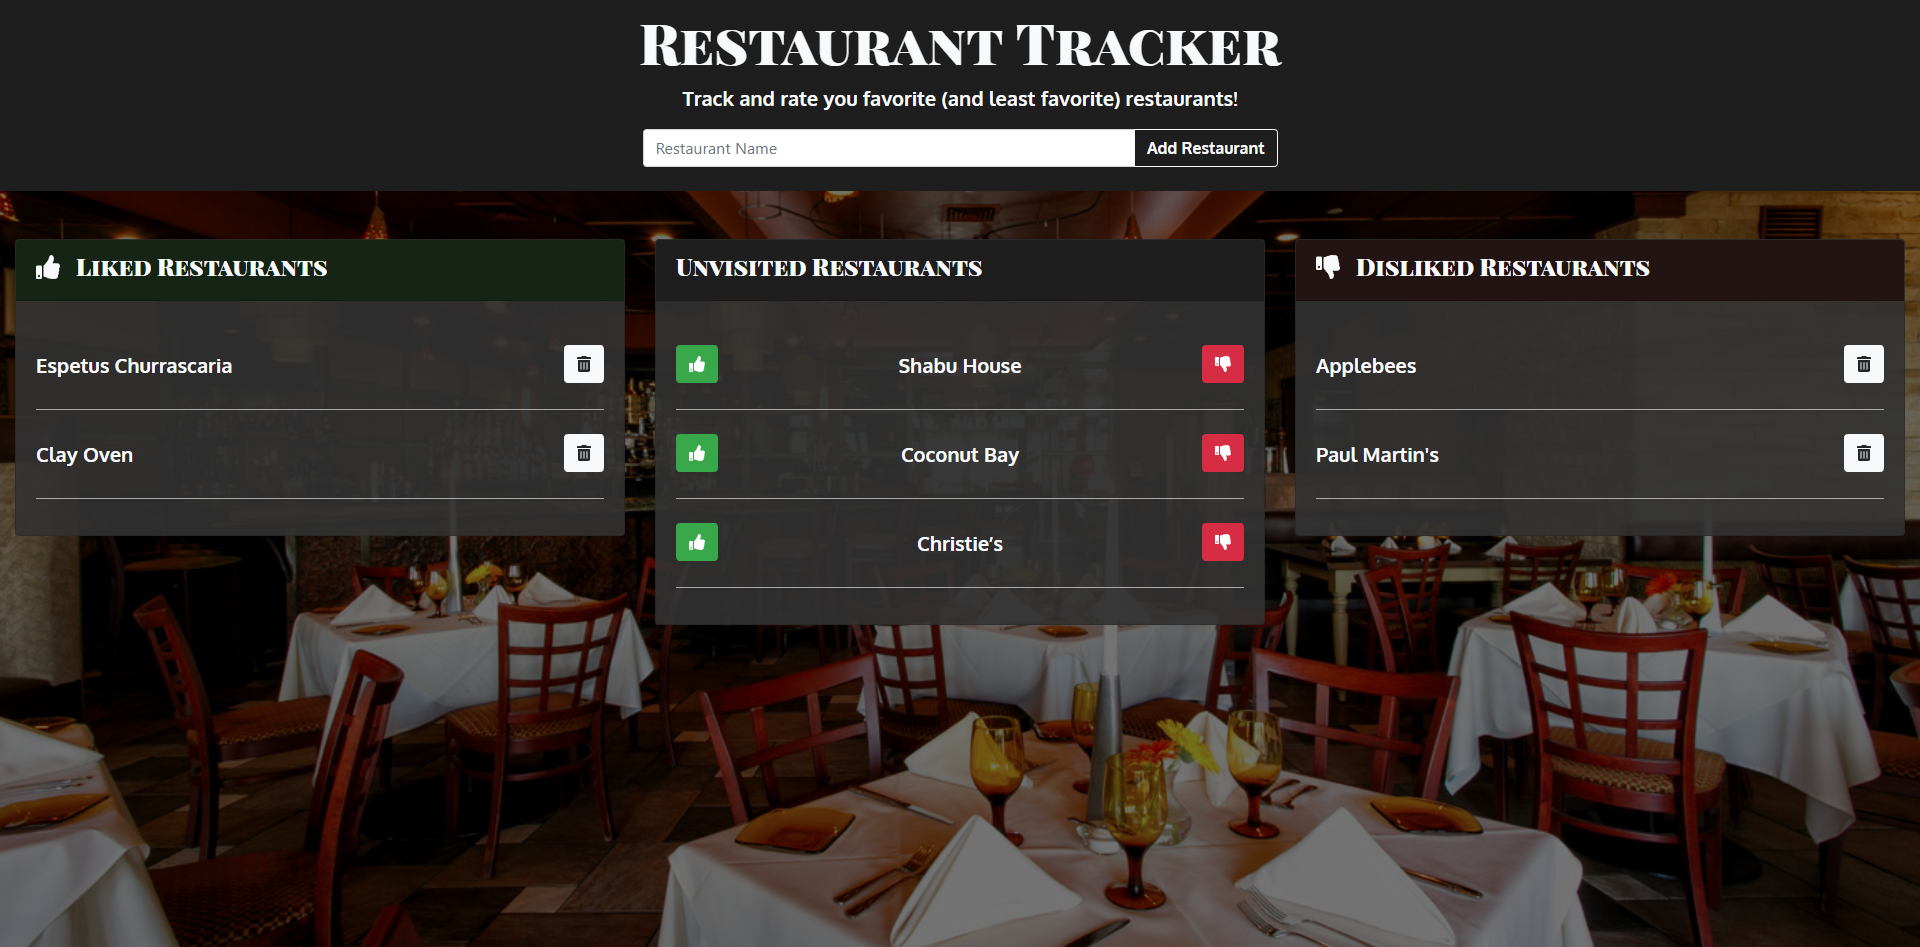 Restaurant Tracker
Track and rate you favorite (and least favorite) restaurants!
Restaurant Name
Add Restaurant
Liked Restaurants
Espetus Churrascaria
Clay Oven
Unvisited Restaurants
Shabu House
Coconut Bay
Christie’s
Disliked Restaurants
Applebees
Paul Martin's